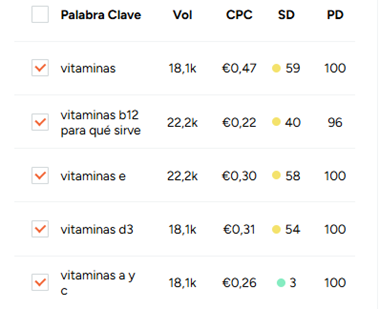 Palabra Clave Vol CPC SD PD
vitaminas 18,1k €0,47 59 100
vitaminas b12
para qué sirve 22,2k €0,22 40 96
vitaminas e 22,2k €0,30 58 100
vitaminas d3 18,1k €0,31 54 100
vitaminas a y
c 18,1k €0,26 3 100